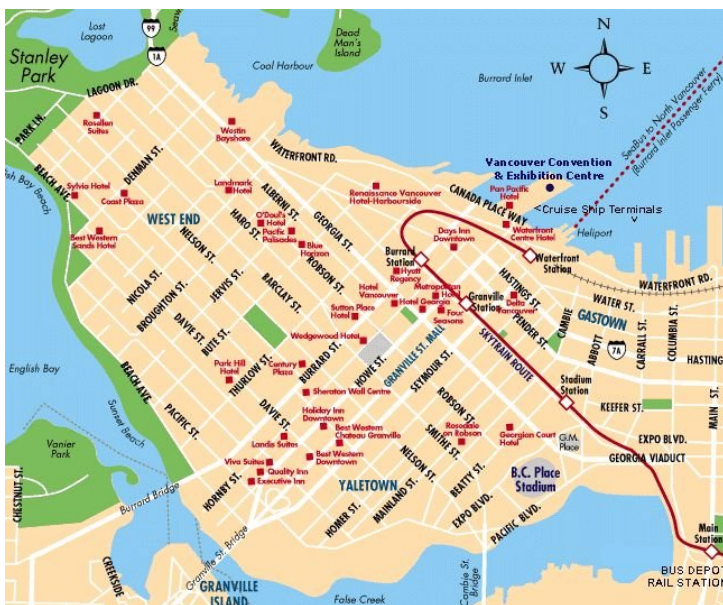 Lost
Lagoon
99
1A
Seaw
Dead
Man's
Island
N
W
E
S
Stanley
Park
LAGOON DR.
Coal Harbour
Burrard Inlet
PARK LN.
Rosellen
Suites
Westin
Bayshore
WATERFRONT RD.
SeaBus to North Vancouver
(Burrard Inlet Passenger Ferry)
Vancouver Convention
& Exhibition Centre
ish Bay Beach
BEACH AVE.
Sylvia Hotel
DENMAN ST.
Coast Plaza
Landmark
Hotel
ALBERNI ST.
GEORGIA ST.
Renaissance Vancouver
Hotel-Harbourside
CANADA PLACE WAY
Pan Pacific
Hotel
Cruise Ship Terminals
WEST END
O'Doul's Hotel
Pacific
Palisades
HARO ST.
Blue
Horizon
ROBSON ST.
Days Inn
Downtown
Waterfront
Centre Hotel
Heliport
Best Western
Sands Hotel
NELSON ST.
Burrard
Station
Waterfront
Station
WATERFRONT RD.
Hyatt
Regency
HASTINGS ST.
NICOLA ST.
BROUGHTON ST.
JERVIS ST.
BARCLAY ST.
Hotel
Vancouver
Metropolitan
Hotel
Hotel Georgia
Granville
Station
Delta
Vancouver
WATER ST.
Sutton Place
Hotel
Four
Seasons
PENDER ST.
CAMBIE
GASTOWN
CARRALL ST.
COLUMBIA ST.
DAVIE ST.
BUTE ST.
Wedgewood Hotel
GRANVILLE ST. MALL
SKYTRAIN ROUTE
ABBOTT
7A
HASTING
English Bay
BEACH AVE.
Park Hill
Hotel
THURLOW ST.
Century
Plaza
BURRARD ST.
HOWE ST.
SEYMOUR ST.
Stadium
Station
MAIN ST.
Sheraton Wall Centre
KEEFER ST.
Sunset
Beach
PACIFIC ST.
DAVIE ST.
Holiday Inn
Downtown
Best Western
Chateau Granville
ROBSON ST.
SMITHE ST.
Rosedale
on Robson
Georgian Court
Hotel
G.M.
Place
EXPO BLVD.
GEORGIA VIADUCT
Vanier
Park
Landis Suites
Best Western
Downtown
NELSON ST.
BEATTY ST.
B.C. Place
Stadium
Viva Suites
Quality Inn
Executive Inn
YALETOWN
MAINLAND ST.
HOMER ST.
EXPO BLVD.
PACIFIC BLVD.
CHESTNUT ST.
Burrard Bridge
HORNBY ST.
Granville St. Bridge
Cambie St.
Bridge
Main
Station
CREEKSIDE
GRANVILLE
ISLAND
False Creek
BUS DEPOT
RAIL STATION